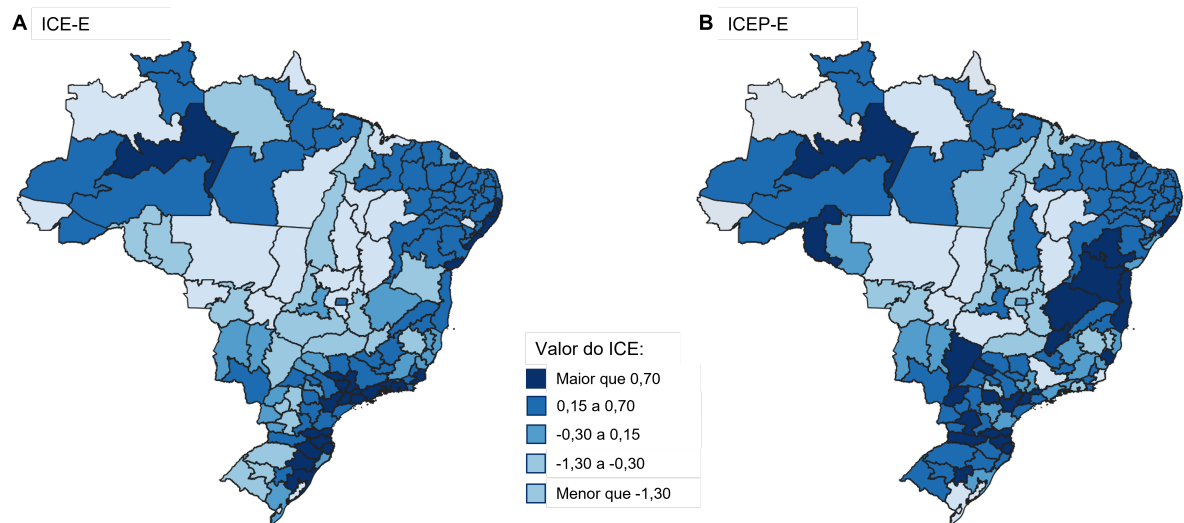 A ICE-E
B ICEP-E
Valor do ICE:
Maior que 0,70
0,15 a 0,70
-0,30 a 0,15
-1,30 a -0,30
Menor que -1,30